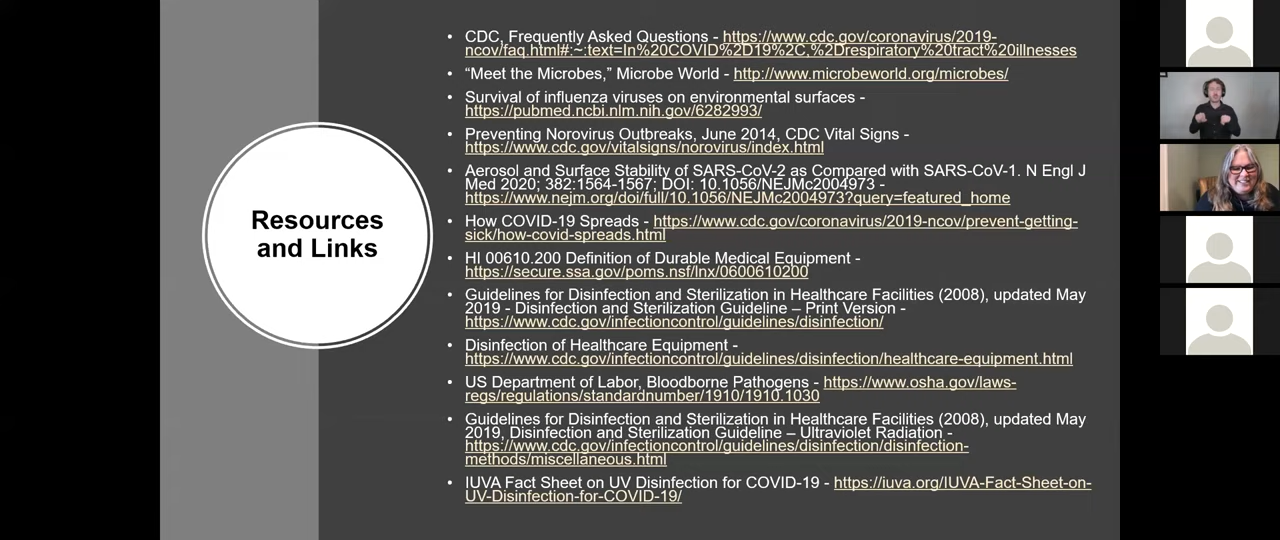 Resources
and Links
• CDC, Frequently Asked Questions - https://www.cdc.gov/coronavirus/2019-
ncov/faq.html#:~:text=In%20COVID%2D19%2C,%2Drespiratory%20tract%20illnesses
• “Meet the Microbes,” Microbe World - http://www.microbeworld.org/microbes/
• Survival of influenza viruses on environmental surfaces -
https://pubmed.ncbi.nlm.nih.gov/6282993/
• Preventing Norovirus Outbreaks, June 2014, CDC Vital Signs -
https://www.cdc.gov/vitalsigns/norovirus/index.html
• Aerosol and Surface Stability of SARS-CoV-2 as Compared with SARS-CoV-1. N Engl J
Med 2020; 382:1564-1567; DOI: 10.1056/NEJMc2004973 -
https://www.nejm.org/doi/full/10.1056/NEJMc2004973?query=featured_home
• How COVID-19 Spreads - https://www.cdc.gov/coronavirus/2019-ncov/prevent-getting-
sick/how-covid-spreads.html
• HI 00610.200 Definition of Durable Medical Equipment -
https://secure.ssa.gov/poms.nsf/lnx/0600610200
• Guidelines for Disinfection and Sterilization in Healthcare Facilities (2008), updated May
2019 - Disinfection and Sterilization Guideline – Print Version -
https://www.cdc.gov/infectioncontrol/guidelines/disinfection/
• Disinfection of Healthcare Equipment -
https://www.cdc.gov/infectioncontrol/guidelines/disinfection/healthcare-equipment.html
• US Department of Labor, Bloodborne Pathogens - https://www.osha.gov/laws-
regs/regulations/standardnumber/1910/1910.1030
• Guidelines for Disinfection and Sterilization in Healthcare Facilities (2008), updated May
2019, Disinfection and Sterilization Guideline – Ultraviolet Radiation -
https://www.cdc.gov/infectioncontrol/guidelines/disinfection/disinfection-
methods/miscellaneous.html
• IUVA Fact Sheet on UV Disinfection for COVID-19 - https://iuva.org/IUVA-Fact-Sheet-on-
UV-Disinfection-for-COVID-19/